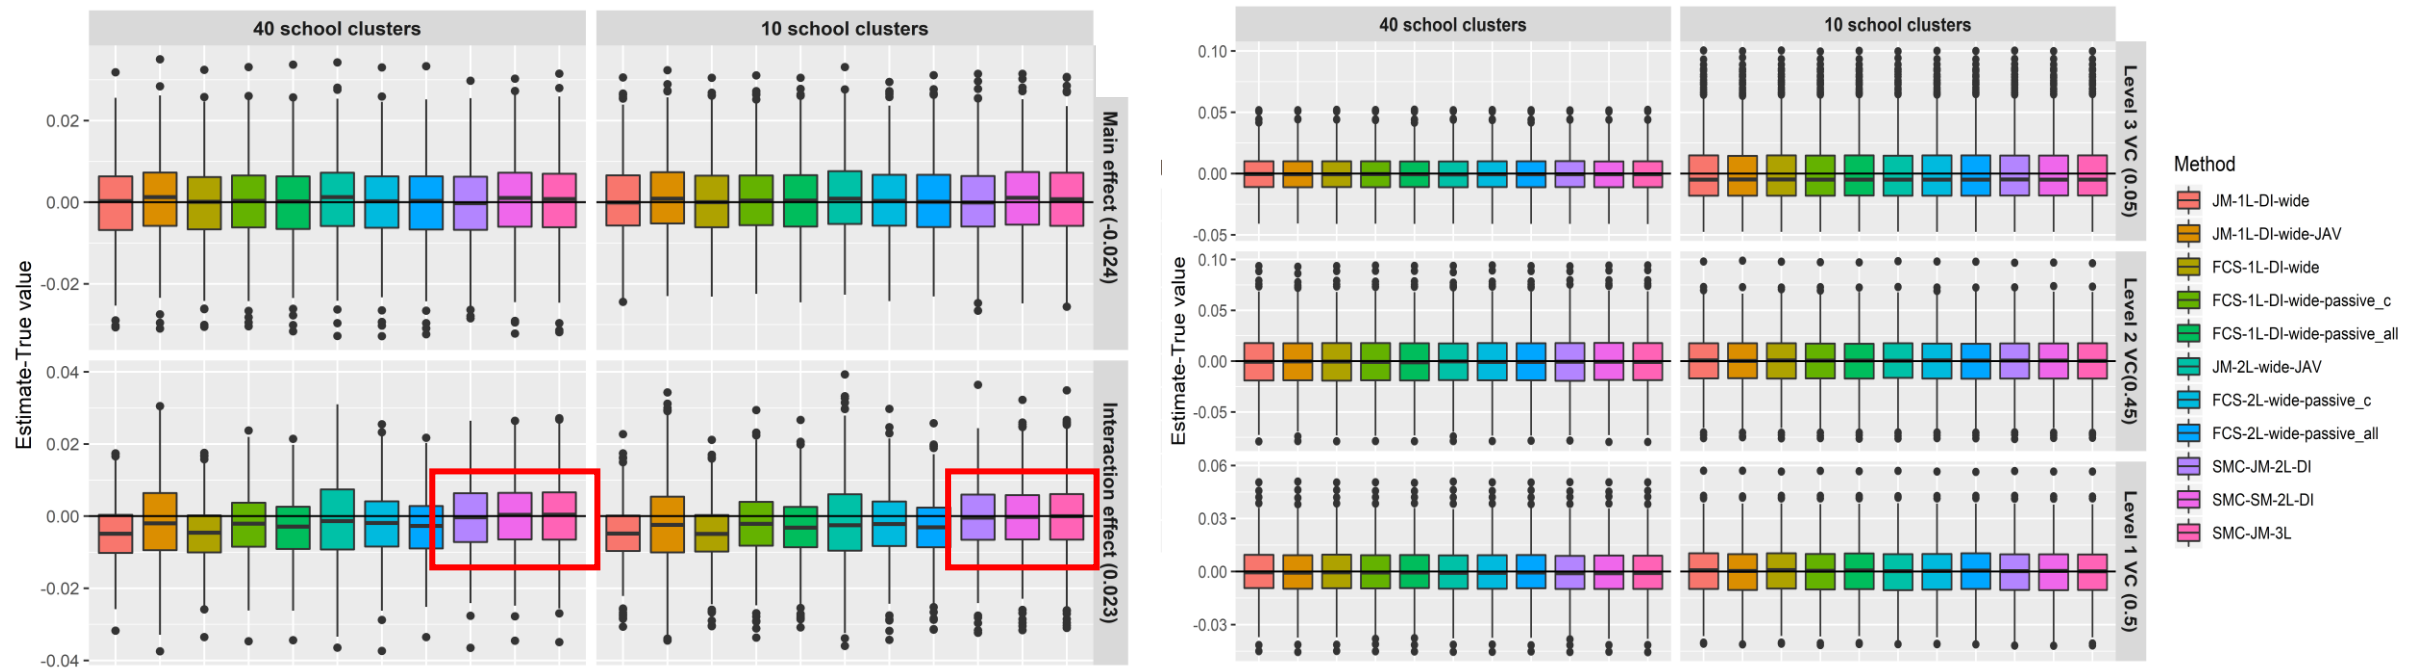 40 school clusters
10 school clusters
Estimate-True value
0.02
0.00
-0.02
Main effect (-0.024)
0.04
0.02
0.00
-0.02
-0.04
Interaction effect (0.023)
40 school clusters
10 school clusters
Estimate-True value
0.10
0.05
0.00
-0.05
Level 3 VC (0.05)
0.10
0.05
0.00
-0.05
Level 2 VC(0.45)
0.06
0.03
0.00
-0.03
Level 1 VC (0.5)
Method
JM-1L-DI-wide
JM-1L-DI-wide-JAV
FCS-1L-DI-wide
FCS-1L-DI-wide-passive_c
FCS-1L-DI-wide-passive_all
JM-2L-wide-JAV
FCS-2L-wide-passive_c
FCS-2L-wide-passive_all
SMC-JM-2L-DI
SMC-SM-2L-DI
SMC-JM-3L